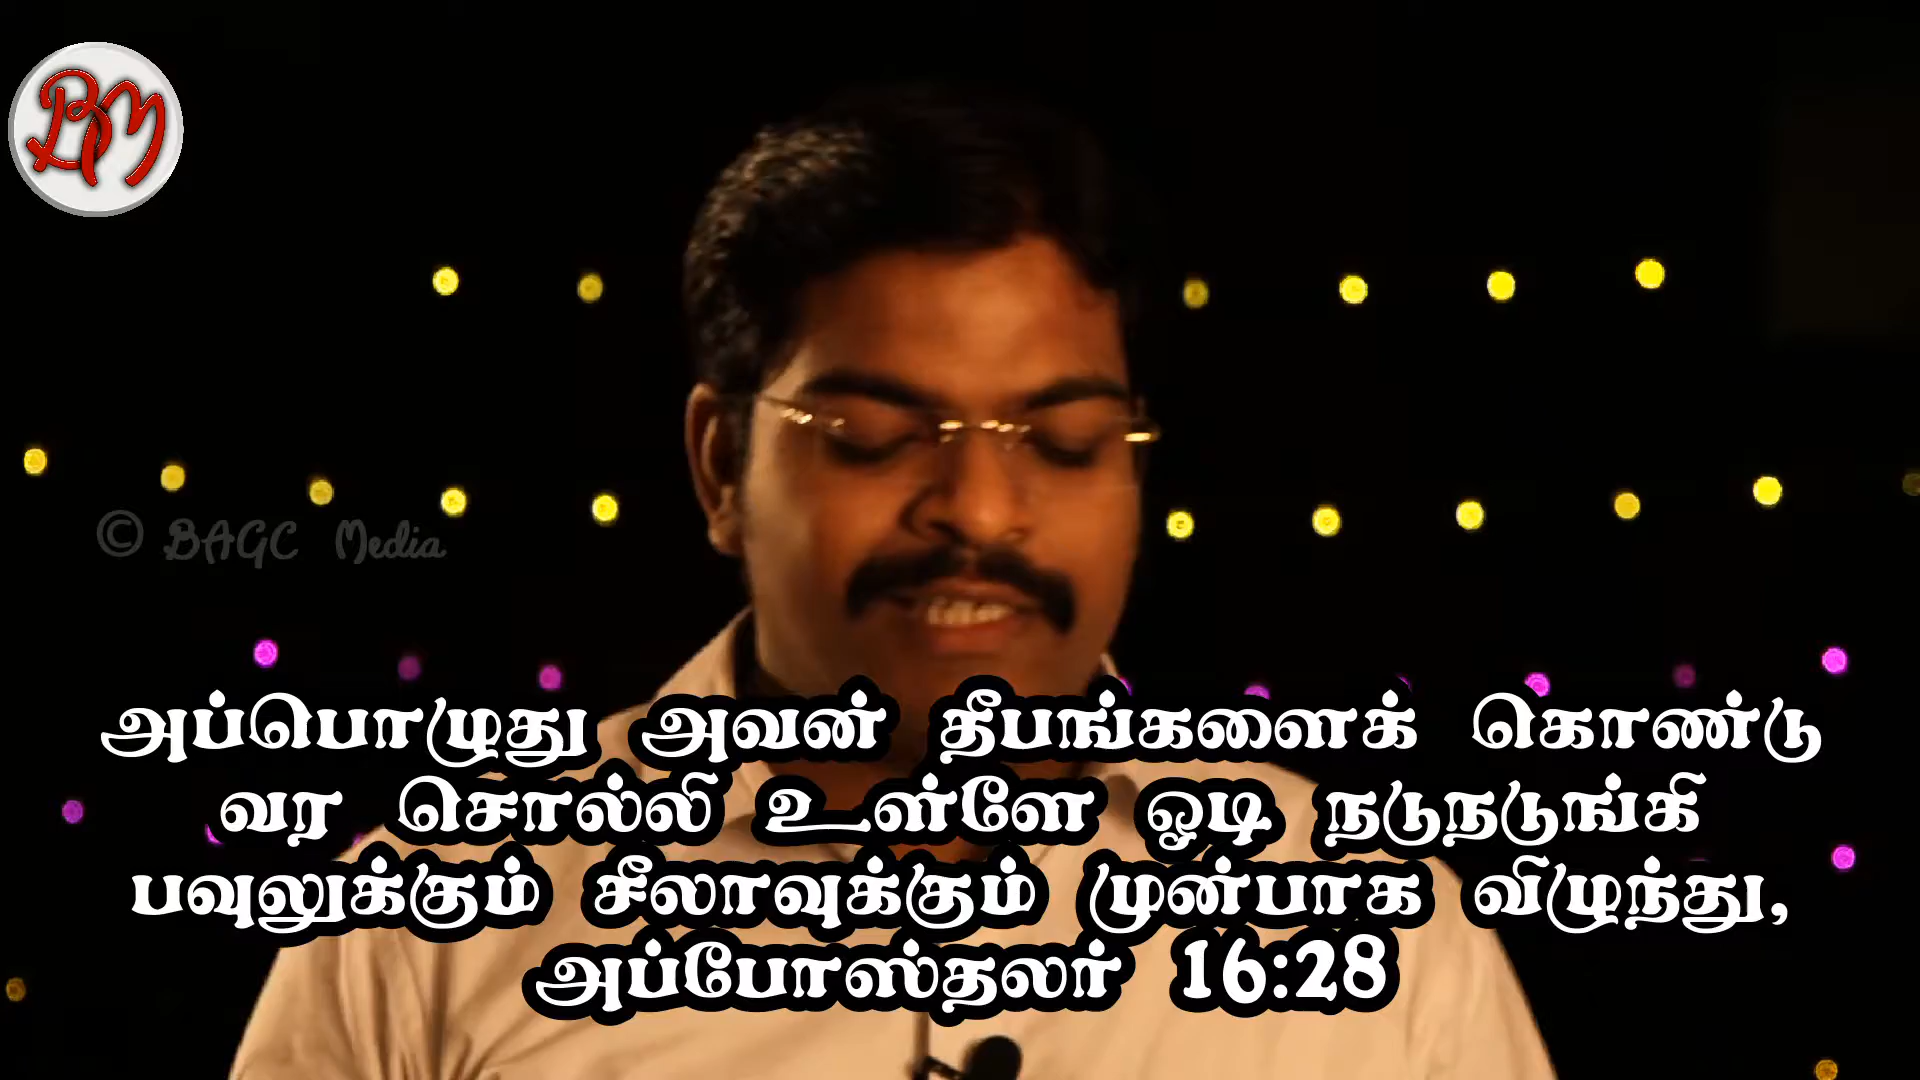 BM
© BAGC Media
அப்பொழுது அவன் தீபங்களைக் கொண்டு
வர சொல்லி உள்ளே ஓடி நடுநடுங்கி
பவுலுக்கும் சீலாவுக்கும் முன்பாக விழுந்து,
அப்போஸ்தலர் 16:28